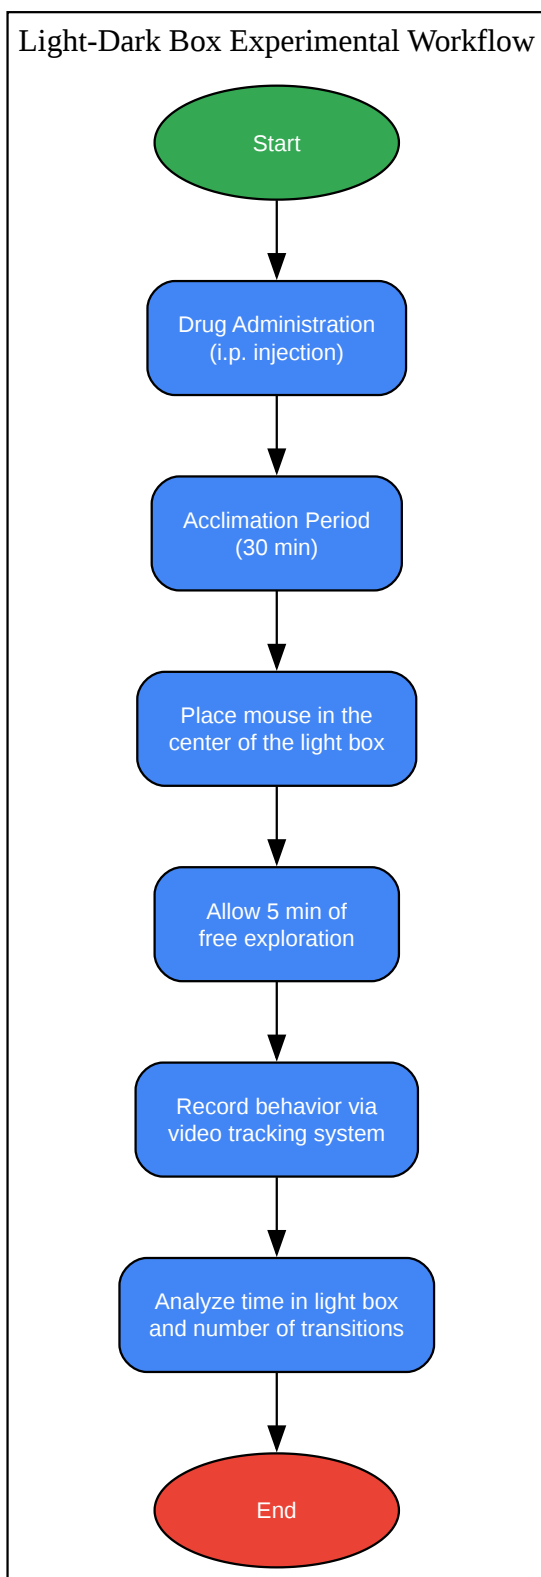 Light-Dark Box Experimental Workflow
Start
Drug Administration
(i.p. injection)
Acclimation Period
(30 min)
Place mouse in the
center of the light box
Allow 5 min of
free exploration
Record behavior via
video tracking system
Analyze time in light box
and number of transitions
End